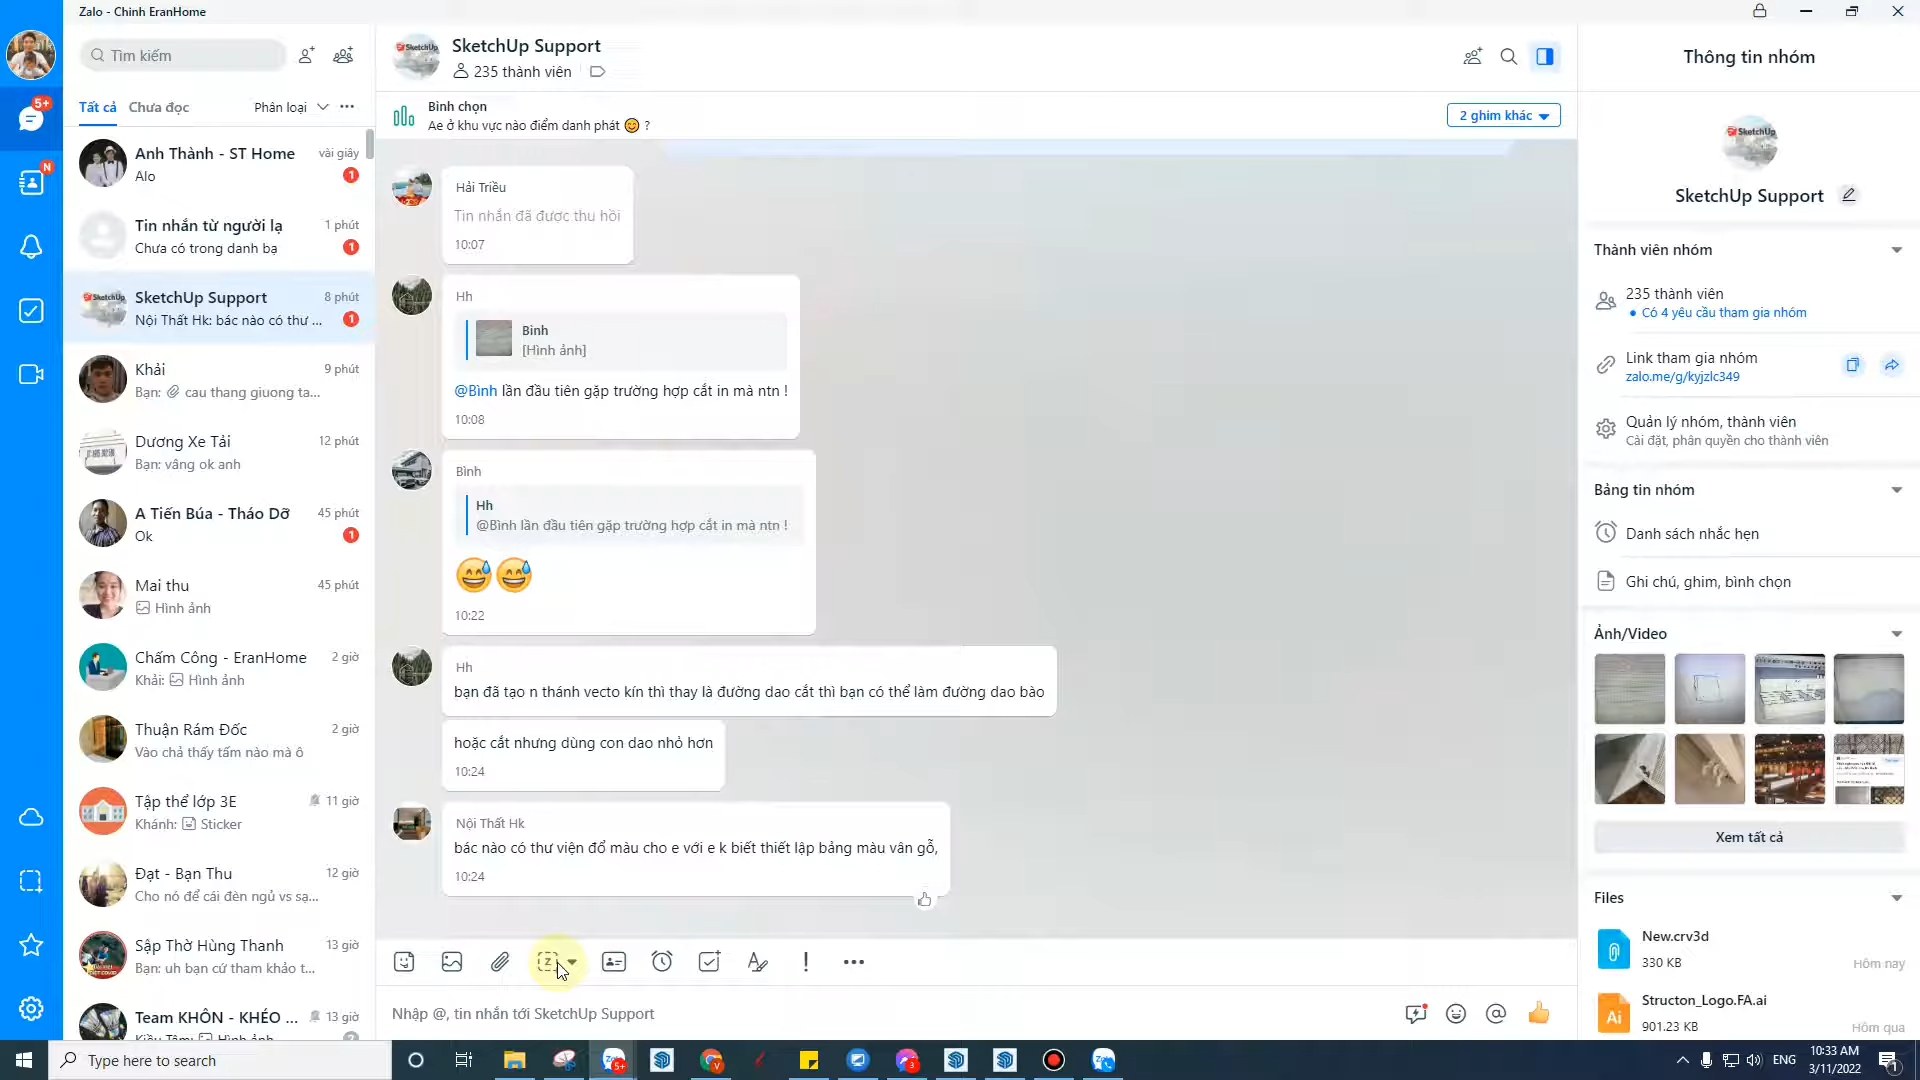 Zalo - Chinh EranHome
Tìm kiếm
Tất cả
Chưa đọc
Phân loại
5+
N
Anh Thành - ST Home
vài giây
Alo
1
Tin nhắn từ người lạ
1 phút
Chưa có trong danh bạ
1
SketchUp Support
8 phút
Nội Thất Hk: bác nào có thư ...
1
Khải
9 phút
Bạn: cau thang giuong ta...
Dương Xe Tải
12 phút
Bạn: vâng ok anh
A Tiến Búa - Tháo Dỡ
45 phút
Ok
1
Mai thu
45 phút
Hình ảnh
Chấm Công - EranHome
2 giờ
Khải: Hình ảnh
Thuận Rám Đốc
2 giờ
Vào chả thấy tấm nào mà ô
Tập thể lớp 3E
11 giờ
Khánh: Sticker
Đạt - Bạn Thu
12 giờ
Cho nó để cái đèn ngủ vs sạ...
Sập Thờ Hùng Thanh
13 giờ
Bạn: uh bạn cứ tham khảo t...
Team KHÔN - KHÉO ...
13 giờ
SketchUp Support
235 thành viên
Bình chọn
Ae ở khu vực nào điểm danh phát ?
2 ghim khác
Hải Triều
Tin nhắn đã được thu hồi
10:07
Hh
Bình
[Hình ảnh]
@Bình lần đầu tiên gặp trường hợp cắt in mà ntn !
10:08
Bình
Hh
@Bình lần đầu tiên gặp trường hợp cắt in mà ntn !
10:22
Hh
bạn đã tạo n thánh vecto kín thì thay là đường dao cắt thì bạn có thể làm đường dao bào
hoặc cắt nhưng dùng con dao nhỏ hơn
10:24
Nội Thất Hk
bác nào có thư viện đổ màu cho e với e k biết thiết lập bảng màu vân gỗ,
10:24
Nhập @, tin nhắn tới SketchUp Support
Thông tin nhóm
SketchUp
SketchUp Support
Thành viên nhóm
235 thành viên
Có 4 yêu cầu tham gia nhóm
Link tham gia nhóm
zalo.me/g/kyjzlc349
Quản lý nhóm, thành viên
Cài đặt, phân quyền cho thành viên
Bảng tin nhóm
Danh sách nhắc hẹn
Ghi chú, ghim, bình chọn
Ảnh/Video
Xem tất cả
Files
New.crv3d
330 KB
Hôm nay
Structon_Logo.FA.ai
Ai
901.23 KB
Hôm qua
Type here to search
ENG
10:33 AM
3/11/2022